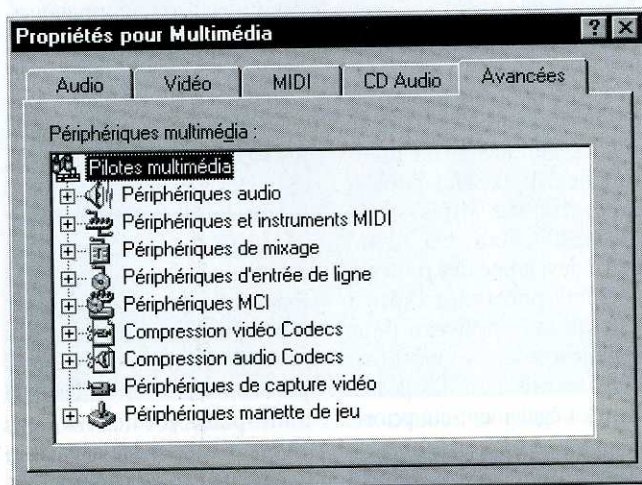 Propriétés pour Multimédia
Audio
Vidéo
MIDI
CD Audio
Avancées
Périphériques multimédia :
Pilotes multimédia
Périphériques audio
Périphériques et instruments MIDI
Périphériques de mixage
Périphériques d'entrée de ligne
Périphériques MCI
Compression vidéo Codecs
Compression audio Codecs
Périphériques de capture vidéo
Périphériques manette de jeu